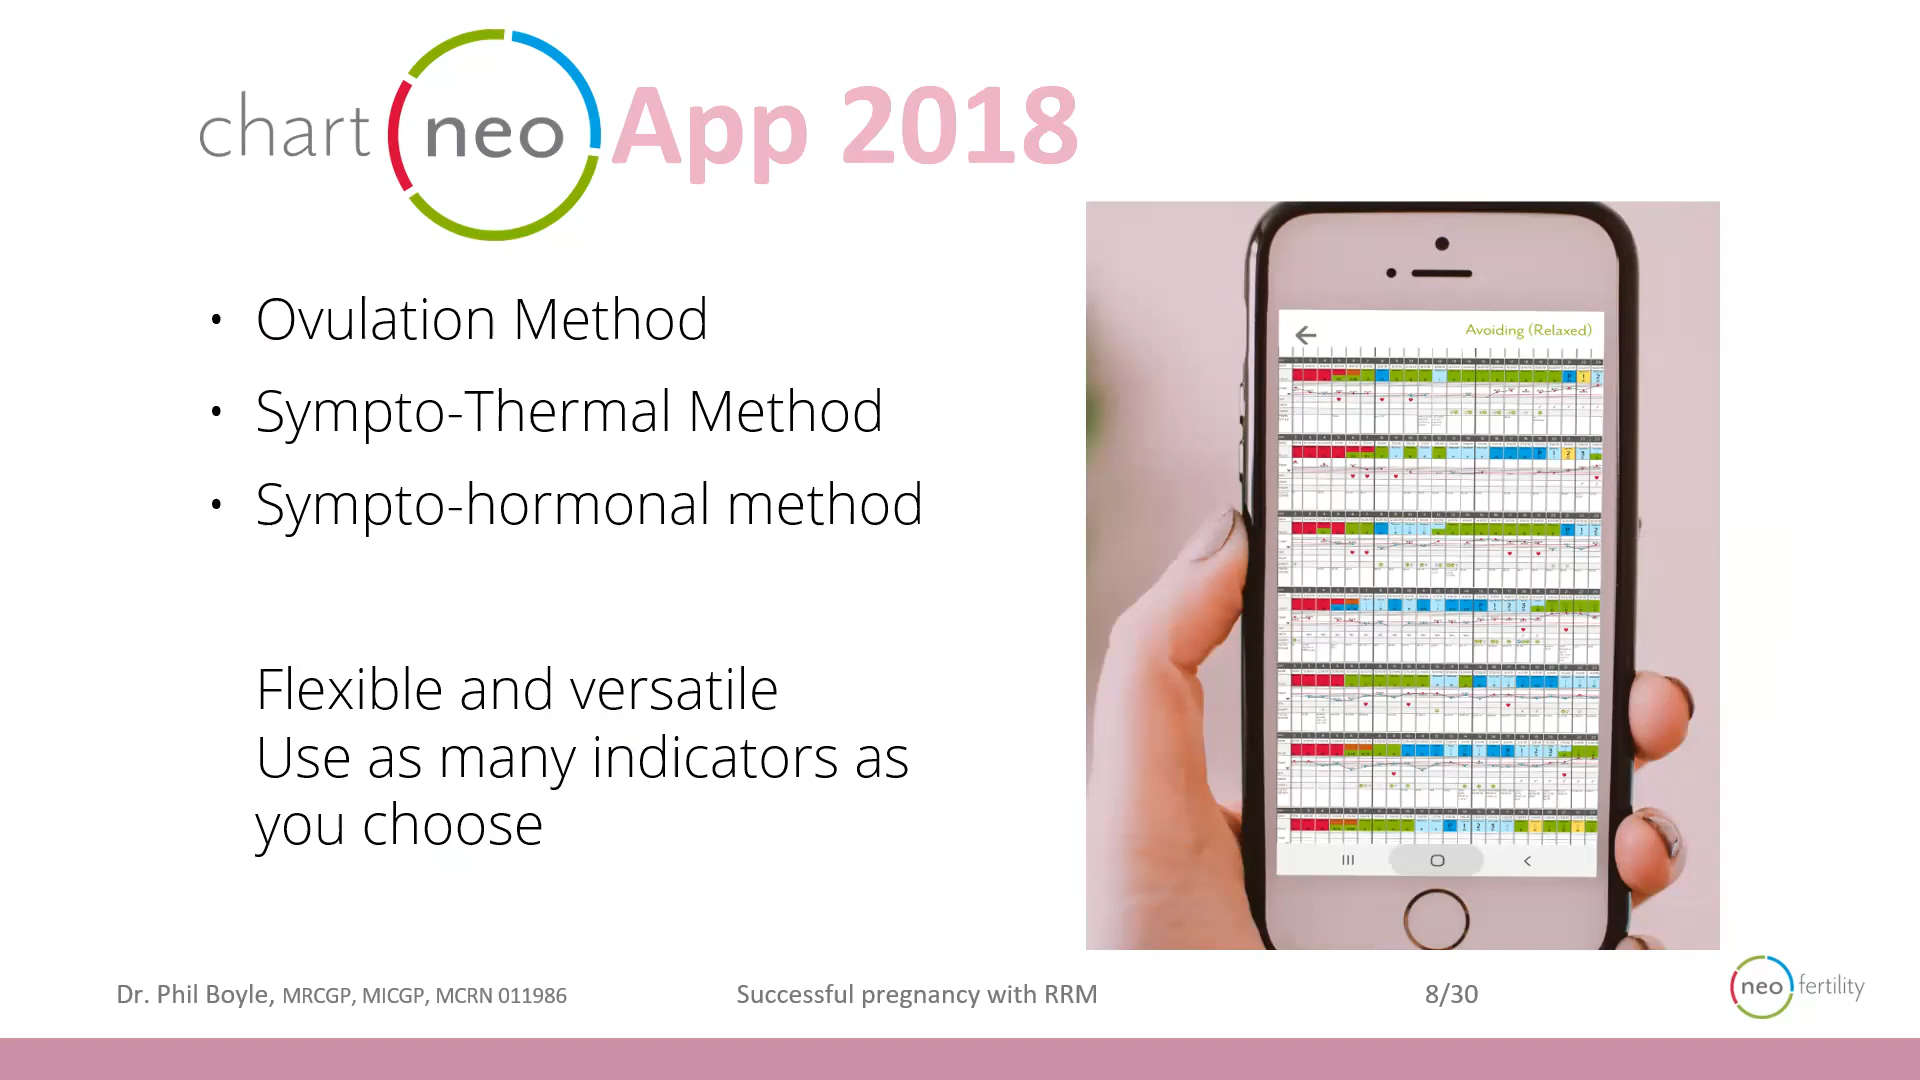 chart neo App 2018
• Ovulation Method
• Sympto-Thermal Method
• Sympto-hormonal method
Flexible and versatile
Use as many indicators as
you choose
Avoiding (Relaxed)
Dr. Phil Boyle, MRCGP, MICGP, MCRN 011986
Successful pregnancy with RRM
8/30
neo fertility